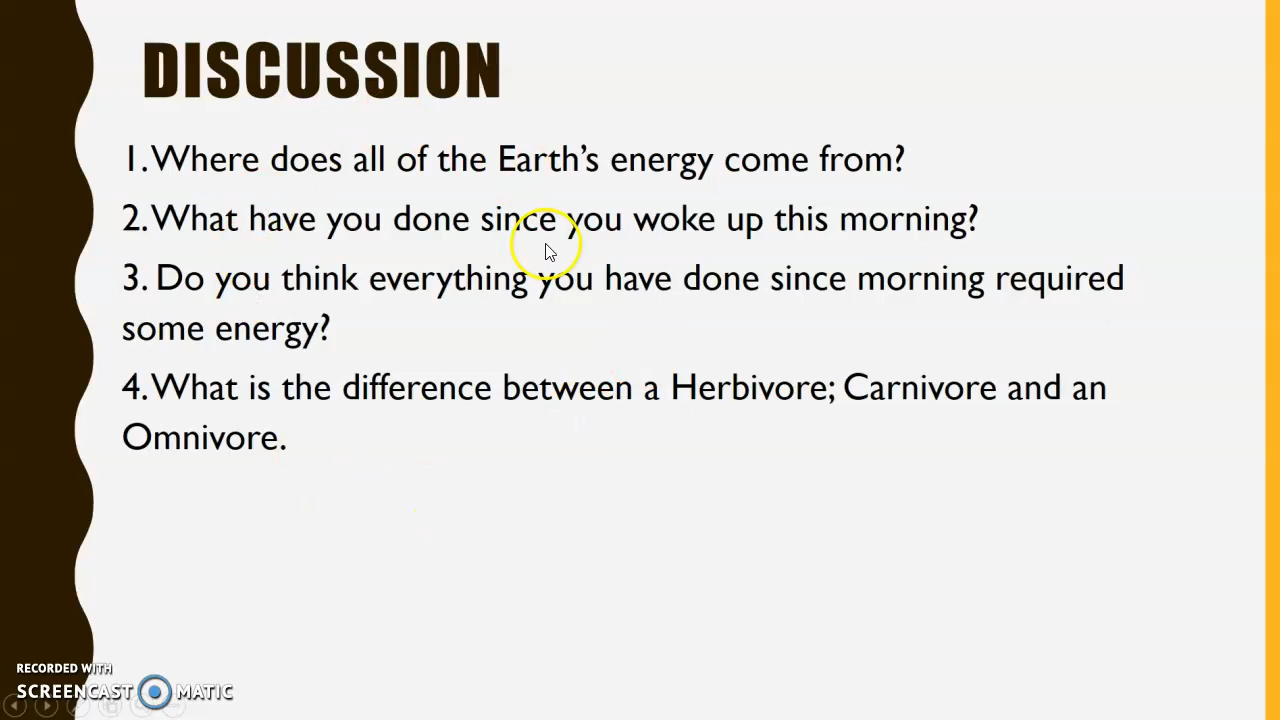 DISCUSSION
1. Where does all of the Earth's energy come from?
2. What have you done since you woke up this morning?
3. Do you think everything you have done since morning required
some energy?
4. What is the difference between a Herbivore; Carnivore and an
Omnivore.
RECORDED WITH
SCREENCAST MATIC